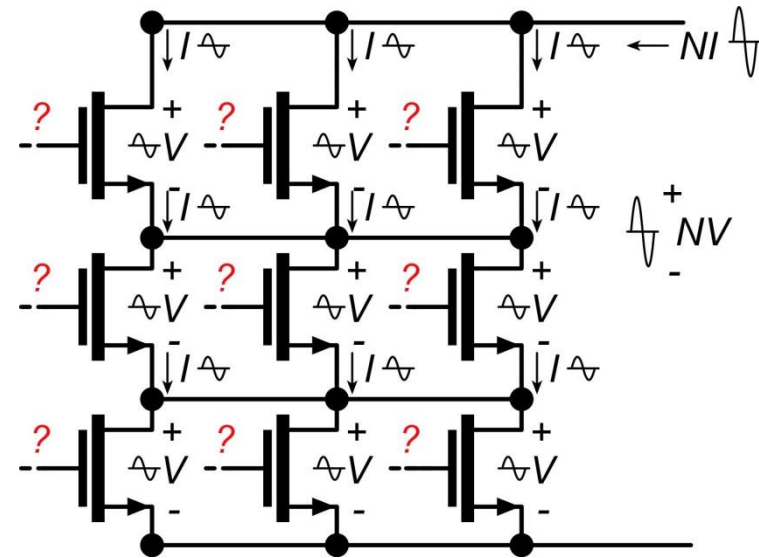 I I I NI
? + ? + ? +
V V V
- - -
I I I + NV -
? + ? + ? +
V V V
- - -
I I I
? + ? + ? +
V V V
- - -